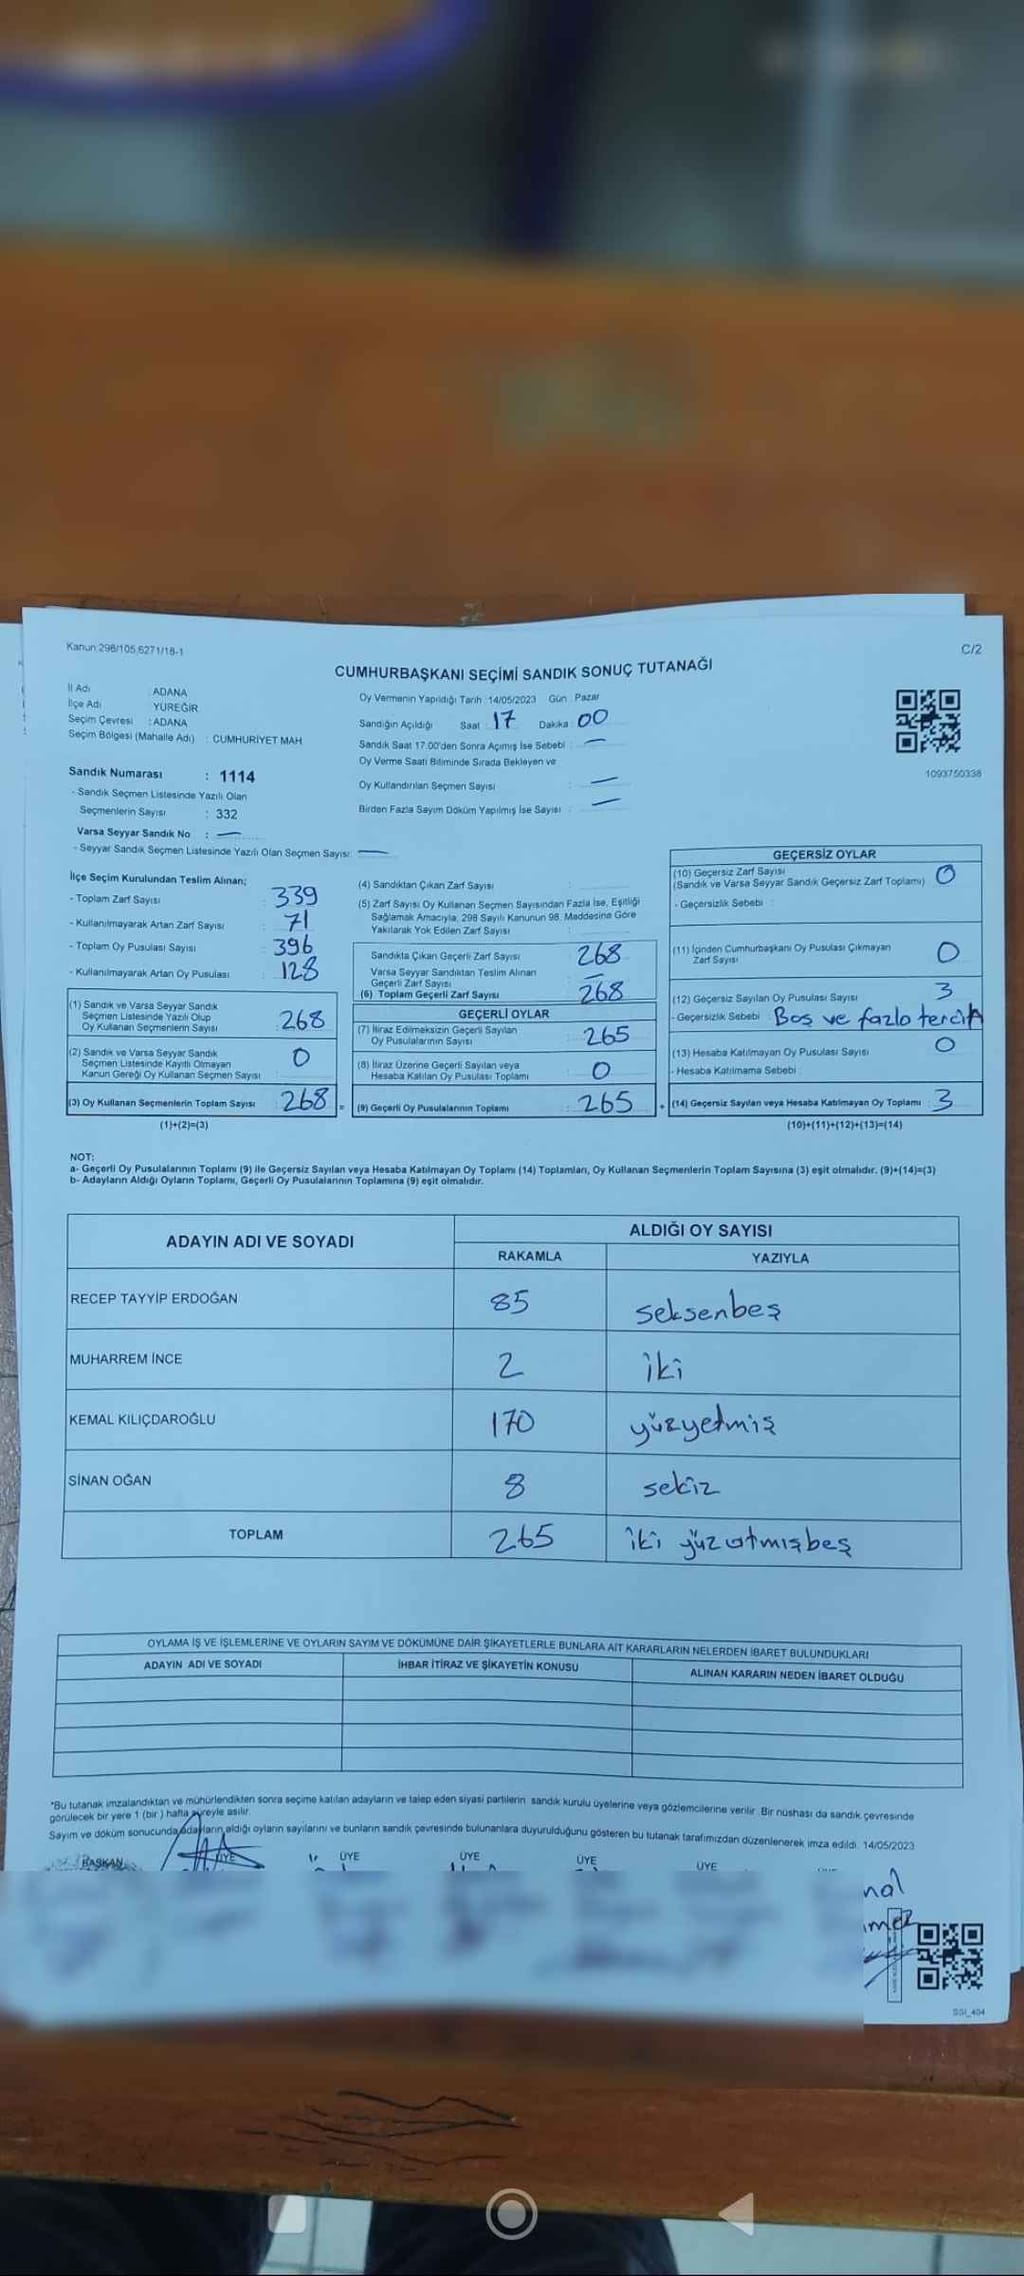 Kanun:298/105,6271/18-1
C/2
CUMHURBAŞKANI SEÇİMİ SANDIK SONUÇ TUTANAĞI
İl Adı ADANA
İlçe Adı YÜREĞİR
Seçim Çevresi : ADANA
Seçim Bölgesi (Mahalle Adı) : CUMHURİYET MAH
Sandık Numarası : 1114
- Sandık Seçmen Listesinde Yazılı Olan
Seçmenlerin Sayısı : 332
Varsa Seyyar Sandık No : —
- Seyyar Sandık Seçmen Listesinde Yazılı Olan Seçmen Sayısı: —
Oy Vermenin Yapıldığı Tarih :14/05/2023 Gün : Pazar
Sandığın Açıldığı Saat : 17 Dakika : 00
Sandık Saat 17.00'den Sonra Açımış İse Sebebi : —
Oy Verme Saati Bitiminde Sırada Bekleyen ve
Oy Kullandırılan Seçmen Sayısı : —
Birden Fazla Sayım Döküm Yapılmış İse Sayısı : —
1093750338
İlçe Seçim Kurulundan Teslim Alınan;
- Toplam Zarf Sayısı : 339
- Kullanılmayarak Artan Zarf Sayısı : 71
- Toplam Oy Pusulası Sayısı : 396
- Kullanılmayarak Artan Oy Pusulası : 128
(1) Sandık ve Varsa Seyyar Sandık
Seçmen Listesinde Yazılı Olup
Oy Kullanan Seçmenlerin Sayısı : 268
(2) Sandık ve Varsa Seyyar Sandık
Seçmen Listesinde Kayıtlı Olmayan
Kanun Gereği Oy Kullanan Seçmen Sayısı : 0
(3) Oy Kullanan Seçmenlerin Toplam Sayısı : 268 =
(1)+(2)=(3)
(4) Sandıktan Çıkan Zarf Sayısı :
(5) Zarf Sayısı Oy Kullanan Seçmen Sayısından Fazla İse, Eşitliği
Sağlamak Amacıyla, 298 Sayılı Kanunun 98. Maddesine Göre
Yakılarak Yok Edilen Zarf Sayısı :
Sandıkta Çıkan Geçerli Zarf Sayısı : 268
Varsa Seyyar Sandıktan Teslim Alınan
Geçerli Zarf Sayısı : —
(6) Toplam Geçerli Zarf Sayısı : 268
GEÇERLİ OYLAR
(7) İtiraz Edilmeksizin Geçerli Sayılan
Oy Pusulalarının Sayısı : 265
(8) İtiraz Üzerine Geçerli Sayılan veya
Hesaba Katılan Oy Pusulası Toplamı : 0
(9) Geçerli Oy Pusulalarının Toplamı : 265 +
GEÇERSİZ OYLAR
(10) Geçersiz Zarf Sayısı
(Sandık ve Varsa Seyyar Sandık Geçersiz Zarf Toplamı) : 0
- Geçersizlik Sebebi :
(11) İçinden Cumhurbaşkanı Oy Pusulası Çıkmayan
Zarf Sayısı : 0
(12) Geçersiz Sayılan Oy Pusulası Sayısı : 3
- Geçersizlik Sebebi : Boş ve fazla tercih
(13) Hesaba Katılmayan Oy Pusulası Sayısı : 0
- Hesaba Katılmama Sebebi
(14) Geçersiz Sayılan veya Hesaba Katılmayan Oy Toplamı : 3
(10)+(11)+(12)+(13)=(14)
NOT:
a- Geçerli Oy Pusulalarının Toplamı (9) ile Geçersiz Sayılan veya Hesaba Katılmayan Oy Toplamı (14) Toplamları, Oy Kullanan Seçmenlerin Toplam Sayısına (3) eşit olmalıdır. (9)+(14)=(3)
b- Adayların Aldığı Oyların Toplamı, Geçerli Oy Pusulalarının Toplamına (9) eşit olmalıdır.
ADAYIN ADI VE SOYADI ALDIĞI OY SAYISI
RAKAMLA YAZIYLA
RECEP TAYYİP ERDOĞAN 85 seksenbeş
MUHARREM İNCE 2 iki
KEMAL KILIÇDAROĞLU 170 yüzyetmiş
SİNAN OĞAN 8 sekiz
TOPLAM 265 iki yüzatmışbeş
OYLAMA İŞ VE İŞLEMLERİNE VE OYLARIN SAYIM VE DÖKÜMÜNE DAİR ŞİKAYETLERLE BUNLARA AİT KARARLARIN NELERDEN İBARET BULUNDUKLARI
ADAYIN ADI VE SOYADI İHBAR İTİRAZ VE ŞİKAYETİN KONUSU ALINAN KARARIN NEDEN İBARET OLDUĞU
*Bu tutanak imzalandıktan ve mühürlendikten sonra seçime katılan adayların ve talep eden siyasi partilerin sandık kurulu üyelerine veya gözlemcilerine verilir. Bir nüshası da sandık çevresinde
görülecek bir yere 1 (bir) hafta süreyle asılır.
Sayım ve döküm sonucunda adayların aldığı oyların sayılarını ve bunların sandık çevresinde bulunanlara duyurulduğunu gösteren bu tutanak tarafımızdan düzenlenerek imza edildi. 14/05/2023
BAŞKAN ÜYE ÜYE ÜYE ÜYE ÜYE